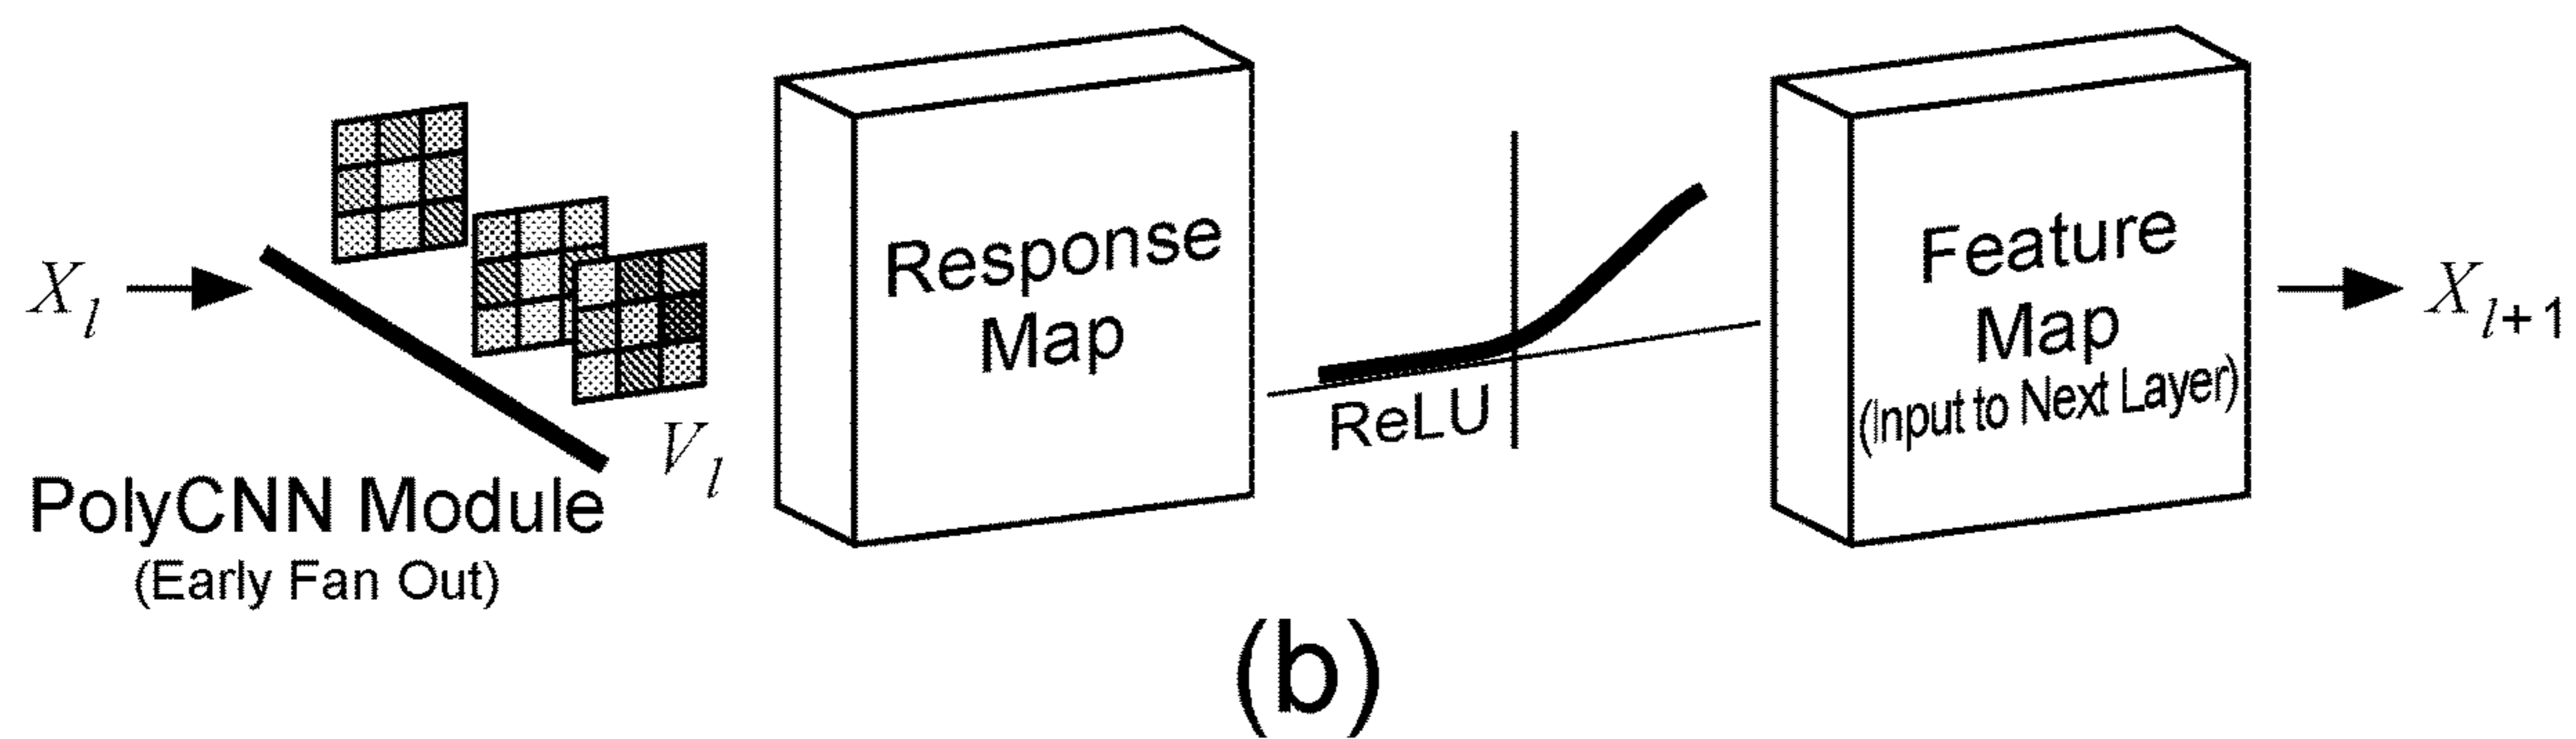 X_l
V_l
PolyCNN Module
(Early Fan Out)
Response
Map
ReLU
Feature
Map
(Input to Next Layer)
X_{l+1}
(b)